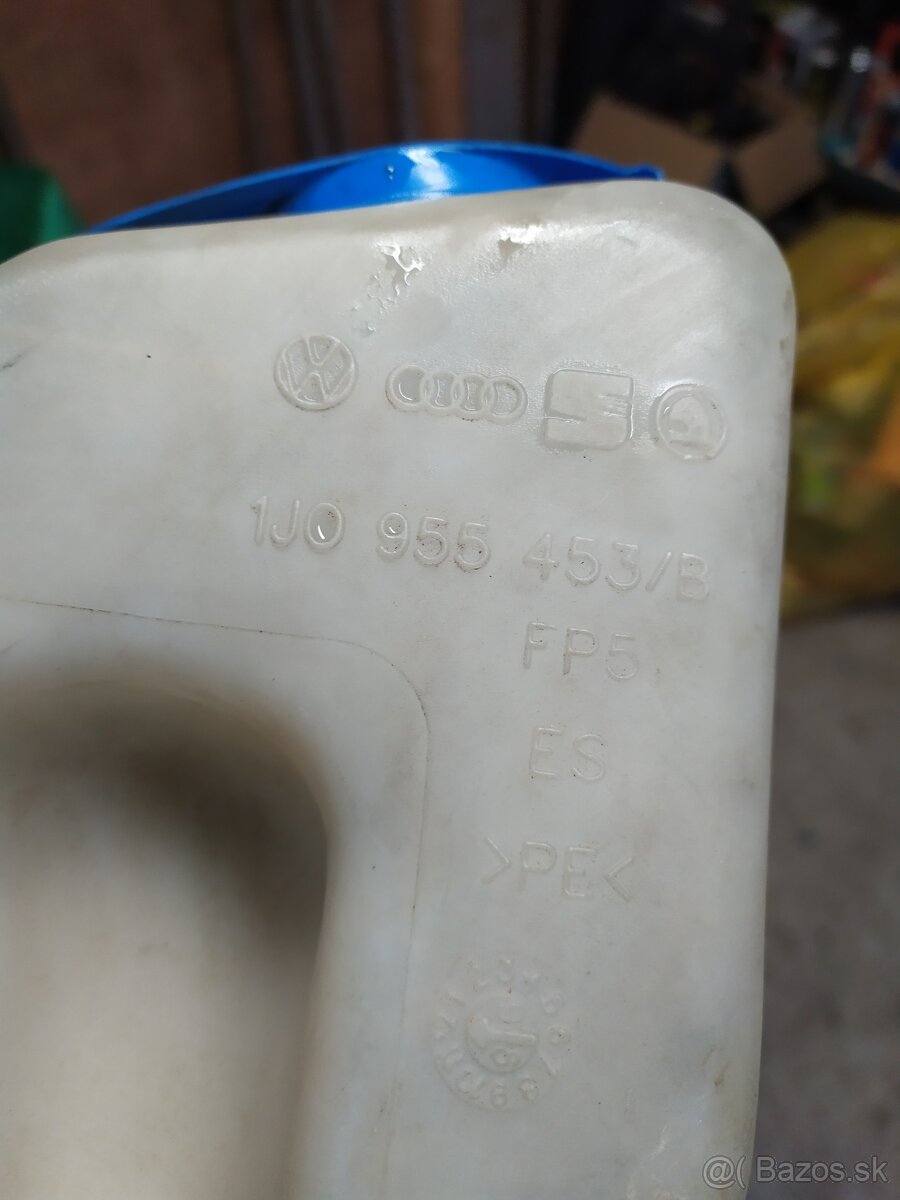 1J0 955 453/B
FP5
ES
>PE<
@( Bazos.sk